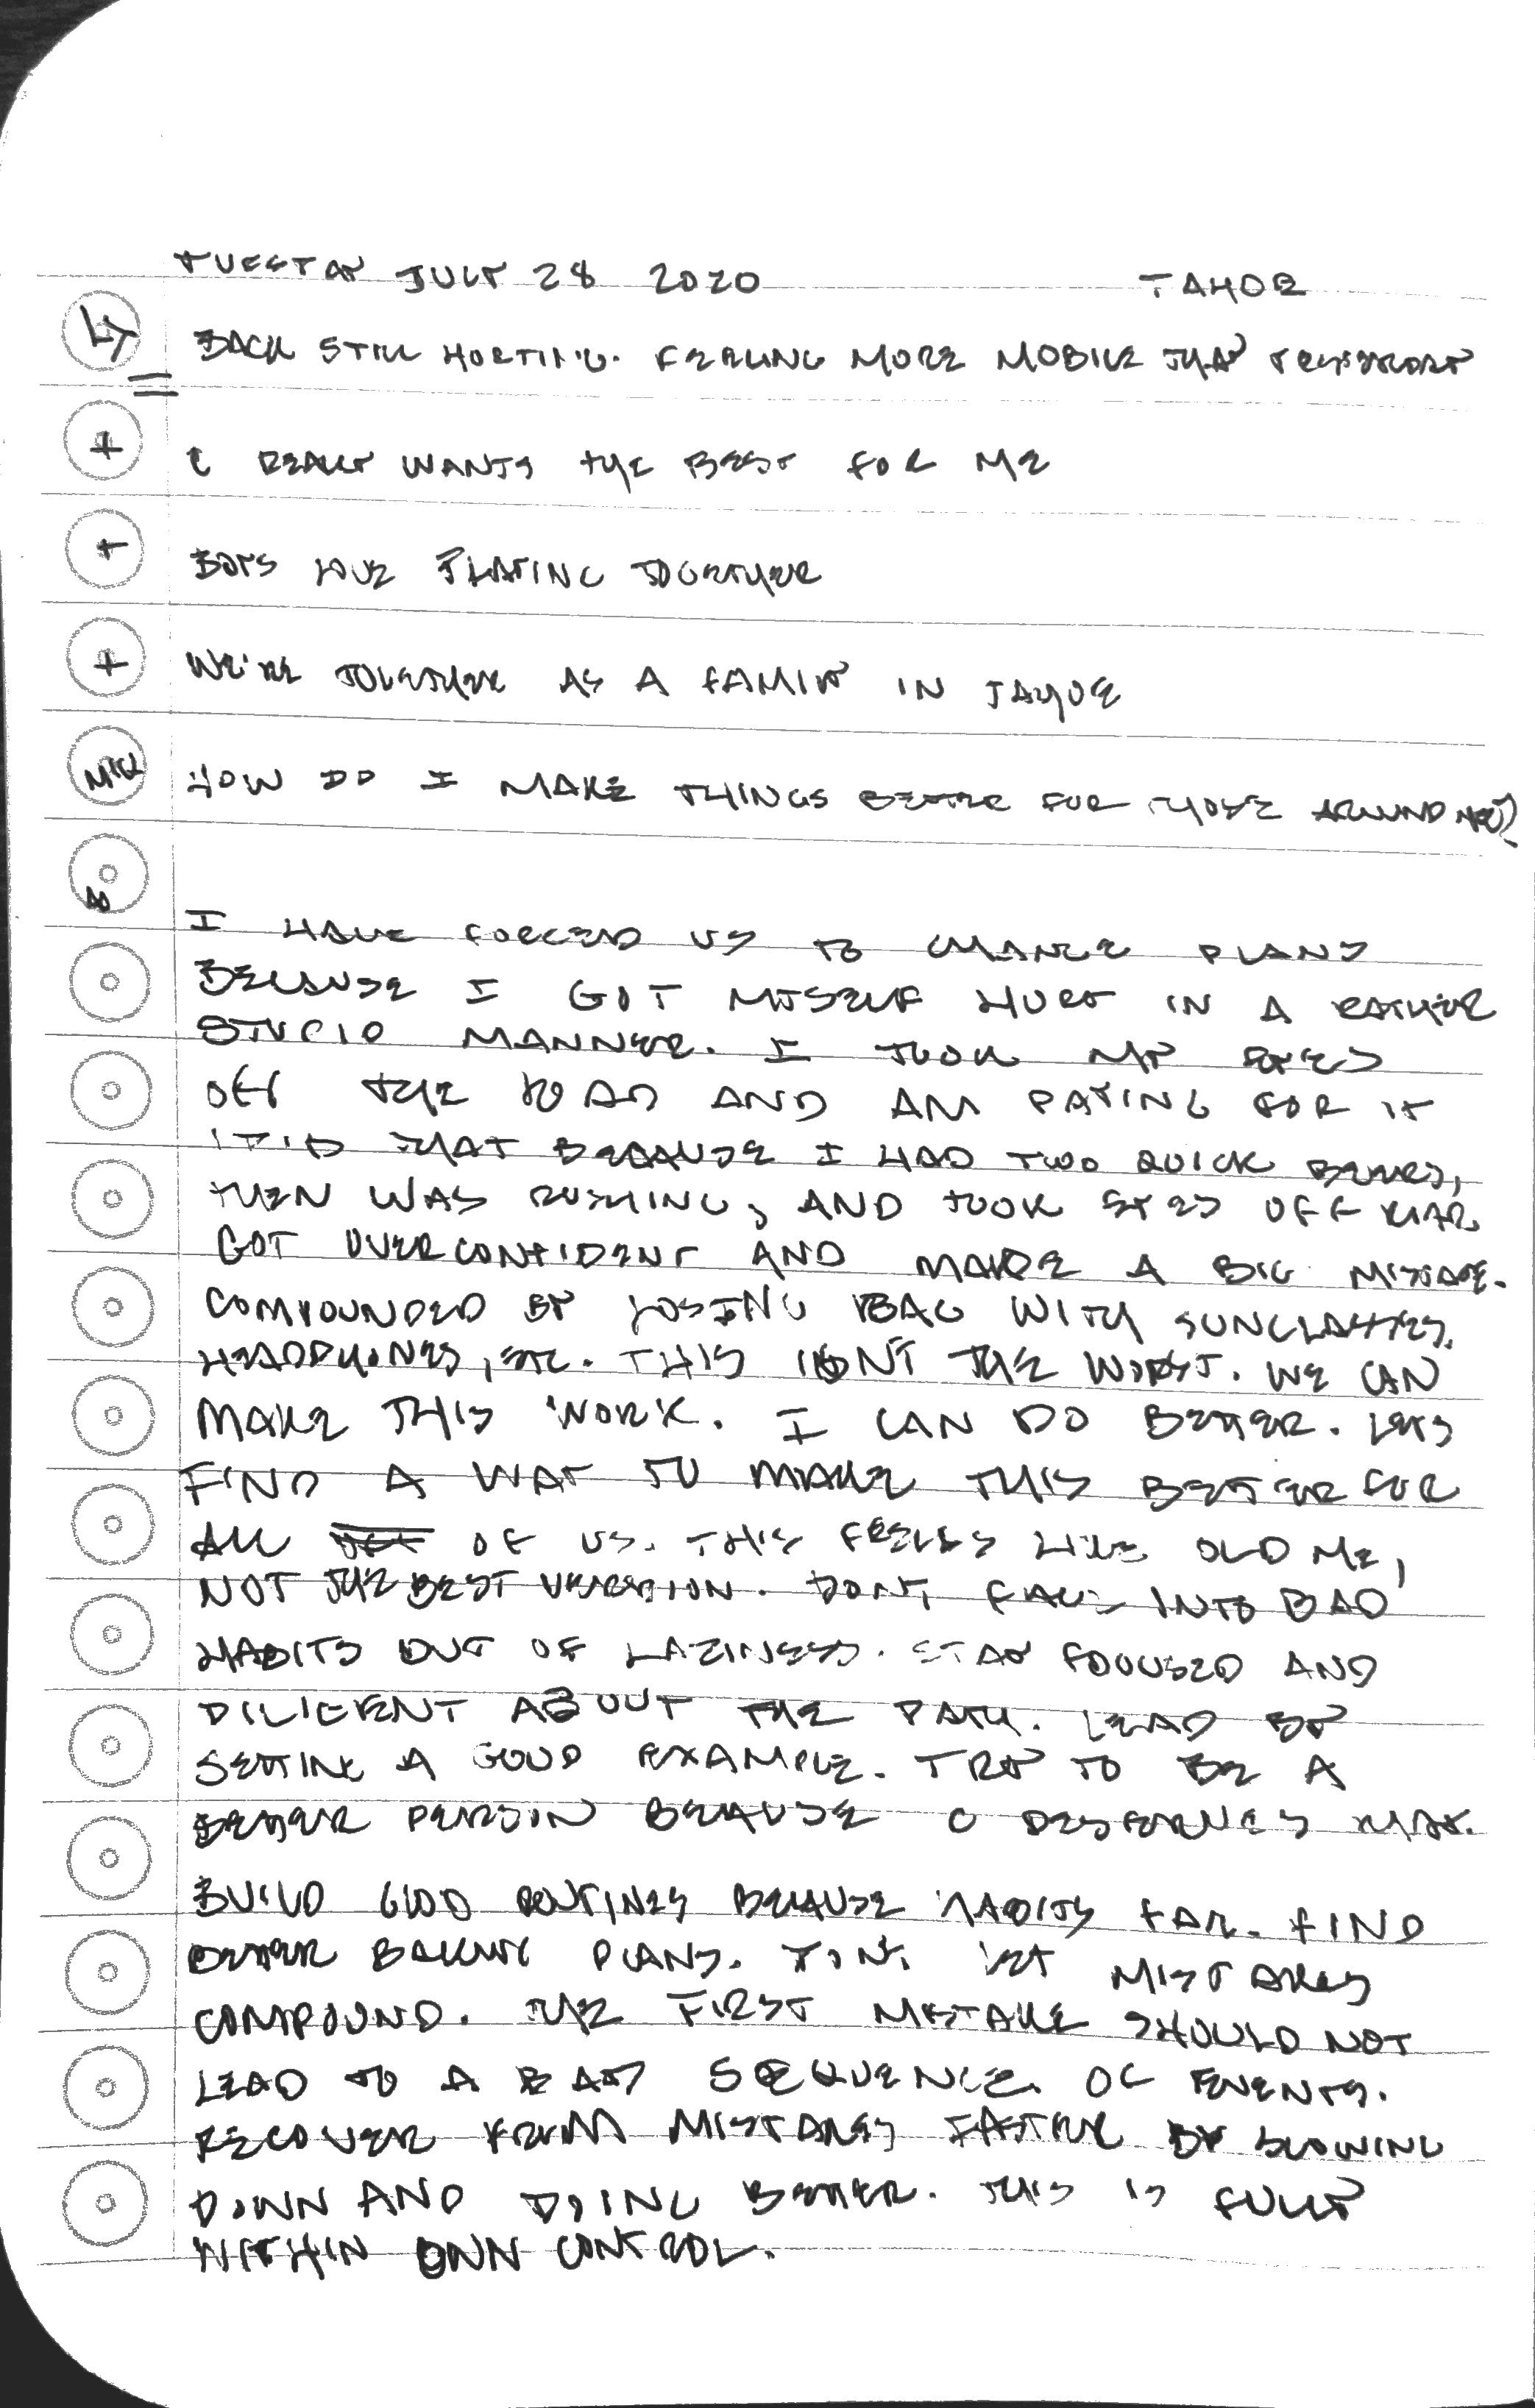 TUESDAY JULY 28 2020 TAHOE
BACK STILL HURTING. FEELING MORE MOBILE THAN YESTERDAY
+ C REALLY WANTS THE BEST FOR ME
+ BOYS LOVE PLAYING TOGETHER
+ WE'RE TOGETHER AS A FAMILY IN TAHOE
HOW DO I MAKE THINGS BETTER FOR THOSE AROUND ME?
I HAVE FORCED US TO CHANGE PLANS
BECAUSE I GOT MYSELF HURT IN A RATHER
STUPID MANNER. I TOOK MY EYES
OFF THE ROAD AND AM PAYING FOR IT
I DID THAT BECAUSE I HAD TWO QUICK BEERS,
THEN WAS RUSHING, AND TOOK EYES OFF
GOT OVERCONFIDENT AND MADE A BIG MISTAKE.
COMPOUNDED BY LOSING BAG WITH SUNGLASSES,
HEADPHONES, ETC. THIS ISN'T THE WORST. WE CAN
MAKE THIS WORK. I CAN DO BETTER. LETS
FIND A WAY TO MAKE THIS BETTER FOR
ALL OF US. THIS FEELS LIKE OLD ME,
NOT THE BEST VERSION. DON'T FALL INTO BAD
HABITS OUT OF LAZINESS. STAY FOCUSED AND
DILIGENT ABOUT THE PATH. LEAD BY
SETTING A GOOD EXAMPLE. TRY TO BE A
BETTER PERSON BECAUSE C DESERVES THAT.
BUILD GOOD ROUTINES BECAUSE HABITS FAIL. FIND
BETTER BACKUP PLANS. DON'T LET MISTAKES
COMPOUND. THE FIRST MISTAKE SHOULD NOT
LEAD TO A BAD SEQUENCE OF EVENTS.
RECOVER FROM MISTAKES FASTER BY SLOWING
DOWN AND DOING BETTER. THIS IS FULLY
WITHIN OWN CONTROL.